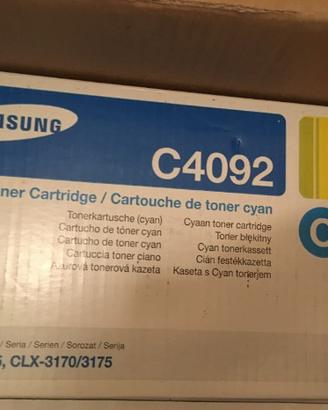 MSUNG
C4092
ner Cartridge / Cartouche de toner cyan
Tonerkartusche (cyan)
Cartucho de tóner cyan
Cartucho de toner cyan
Cartuccia toner ciano
Azurová tonerová kazeta
Cyaan toner cartridge
Toner błękitny
Cyan tonerkassett
Cián festékkazetta
Kaseta s Cyan tonerjem
C
/ Seria / Serien / Sorozat / Serija
5, CLX-3170/3175